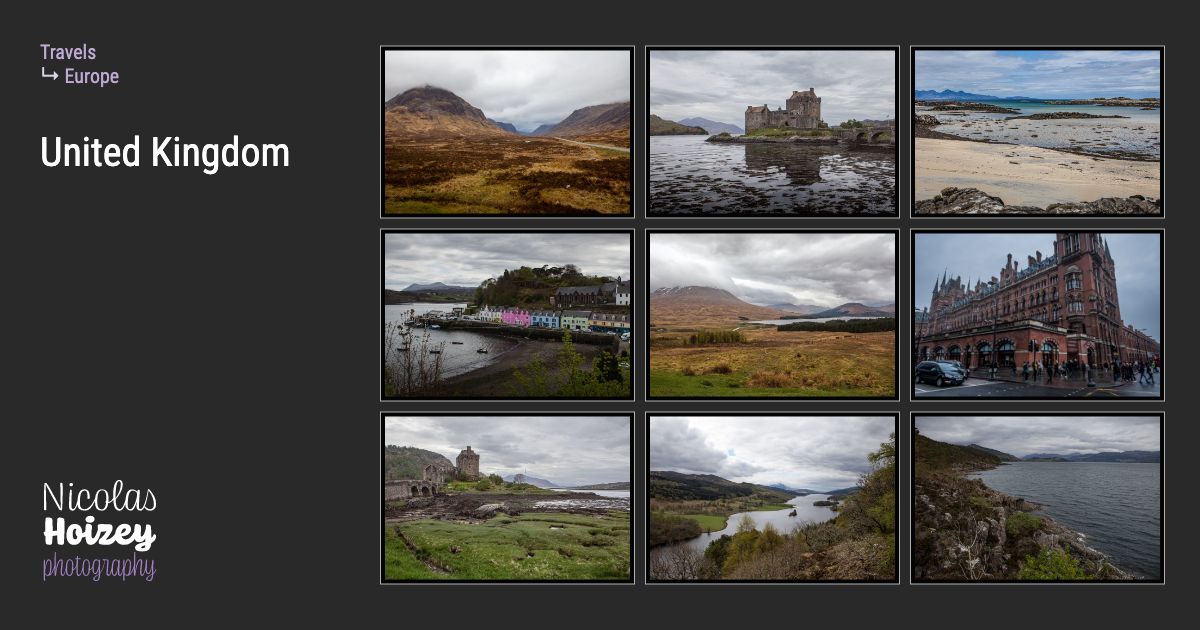 Travels
↳ Europe
United Kingdom
Nicolas
Hoizey
photography